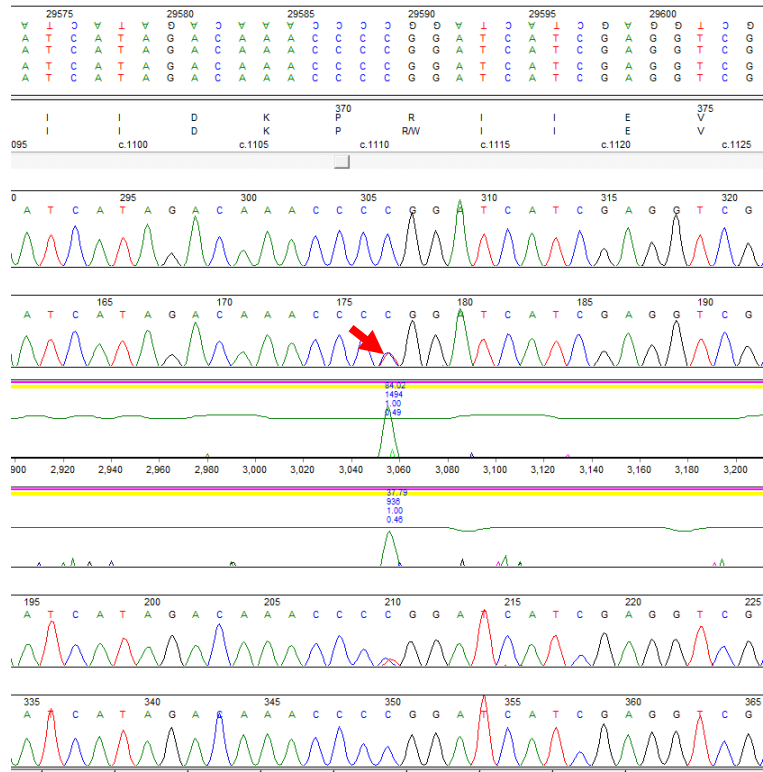 29575 29580 29585 29590 29595 29600
A T C A T A G A C A A A C C C C G G A T C A T C G A G G T C G
A T C A T A G A C A A A C C C C G G A T C A T C G A G G T C G
A T C A T A G A C A A A C C C C G G A T C A T C G A G G T C G
A T C A T A G A C A A A C C C C G G A T C A T C G A G G T C G
A T C A T A G A C A A A C C C C G G A T C A T C G A G G T C G
370 375
I I D K P R I I E V
I I D K P R/W I I E V
095 c.1100 c.1105 c.1110 c.1115 c.1120 c.1125
0 295 300 305 310 315 320
A T C A T A G A C A A A C C C C G G A T C A T C G A G G T C G
165 170 175 180 185 190
A T C A T A G A C A A A C C C C G G A T C A T C G A G G T C G
84.02
1494
1.00
0.49
900 2,920 2,940 2,960 2,980 3,000 3,020 3,040 3,060 3,080 3,100 3,120 3,140 3,160 3,180 3,200
37.79
936
1.00
0.46
195 200 205 210 215 220 225
A T C A T A G A C A A A C C C C G G A T C A T C G A G G T C G
335 340 345 350 355 360 365
A T C A T A G A C A A A C C C C G G A T C A T C G A G G T C G